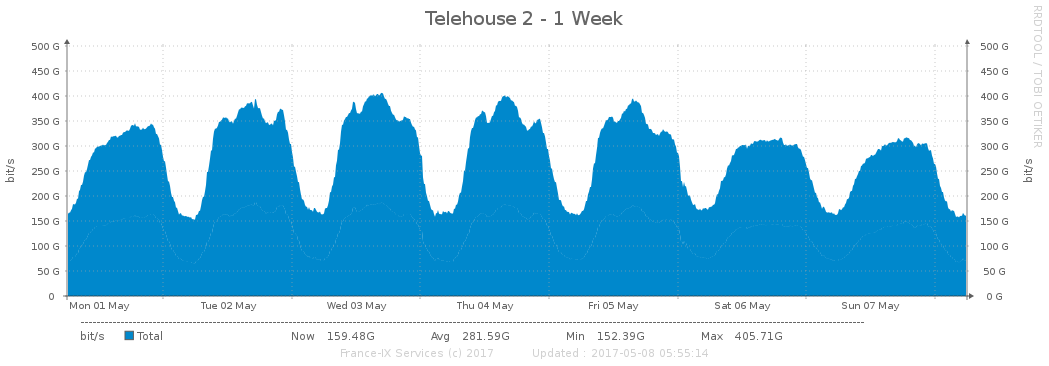 Telehouse 2 - 1 Week
RRDTOOL / TOBI OETIKER
500 G 500 G
450 G 450 G
400 G 400 G
350 G 350 G
300 G 300 G
250 G 250 G
200 G 200 G
150 G 150 G
100 G 100 G
50 G 50 G
0 0 G
bit/s bit/s
Mon 01 May Tue 02 May Wed 03 May Thu 04 May Fri 05 May Sat 06 May Sun 07 May
bit/s Total Now 159.48G Avg 281.59G Min 152.39G Max 405.71G
France-IX Services (c) 2017 Updated : 2017-05-08 05:55:14